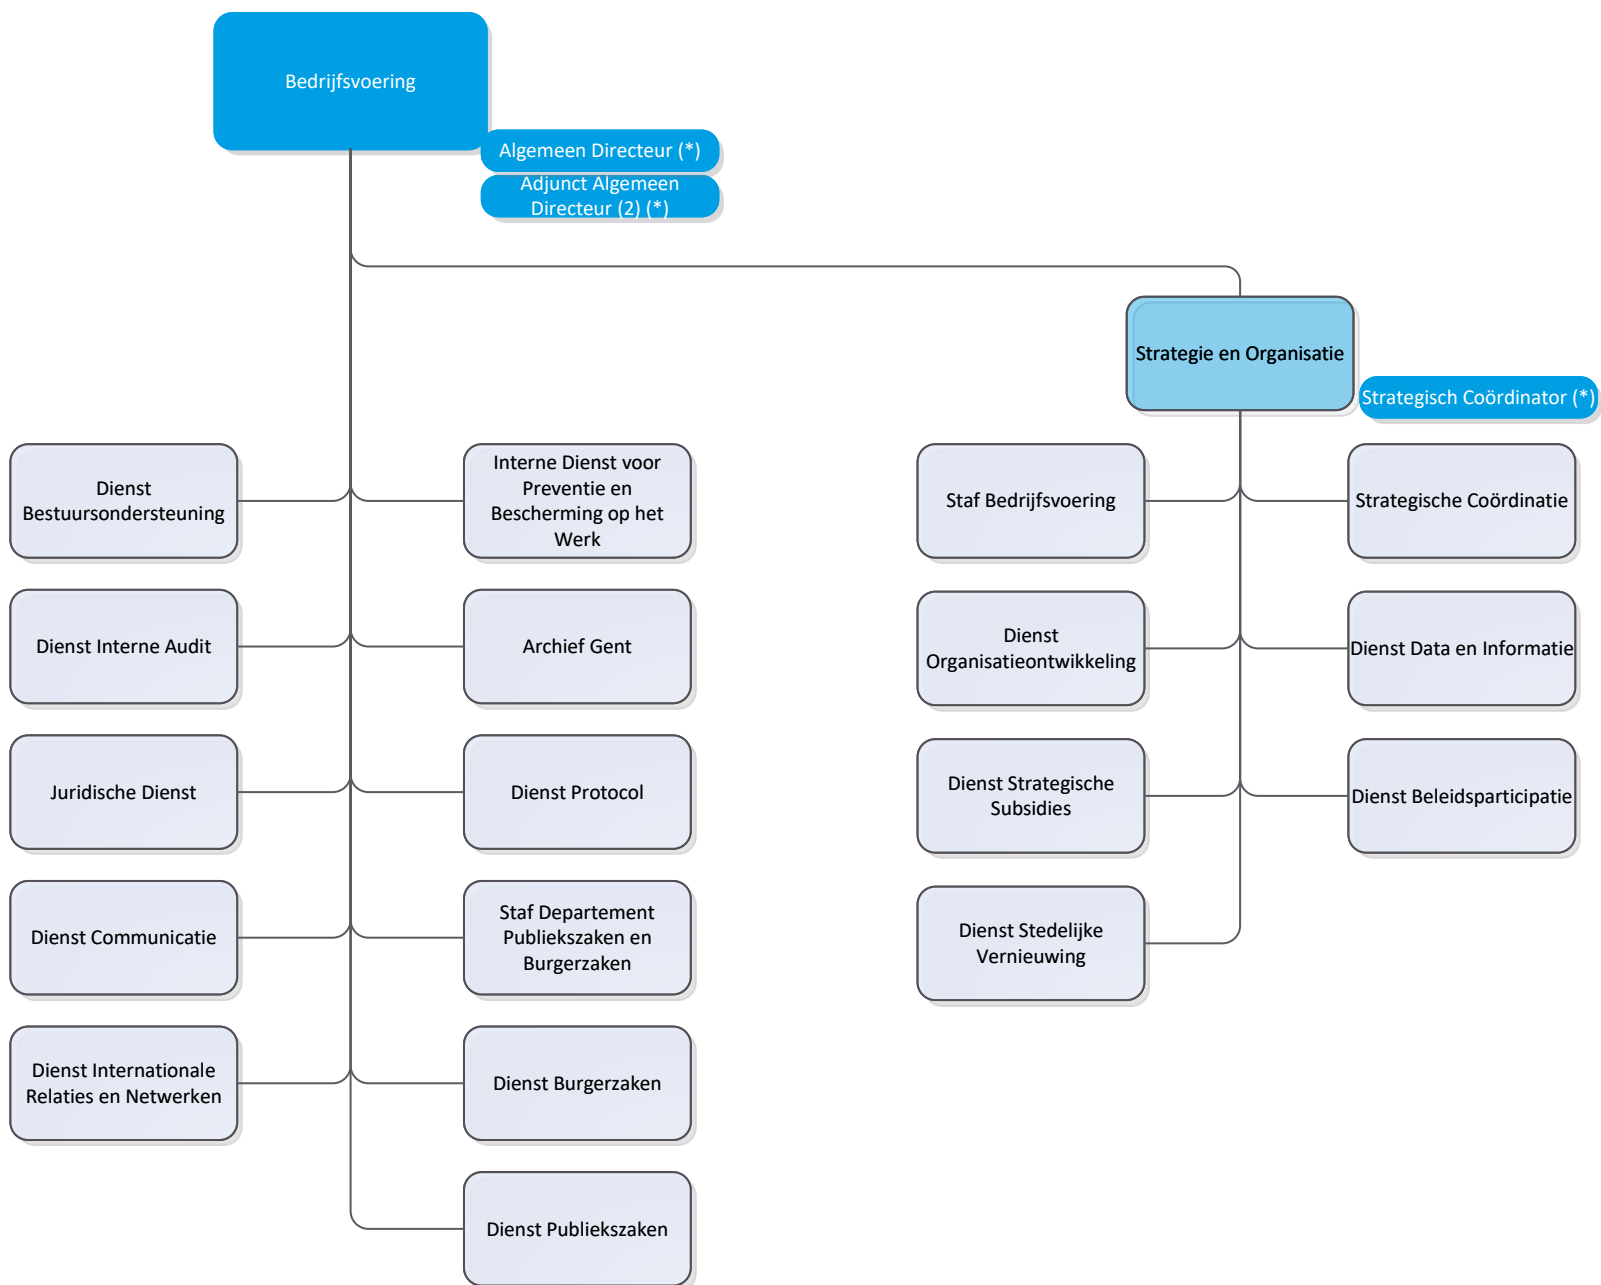 Bedrijfsvoering
Algemeen Directeur (*)
Adjunct Algemeen
Directeur (2) (*)
Strategie en Organisatie
Strategisch Coördinator (*)
Dienst
Bestuursondersteuning
Interne Dienst voor
Preventie en
Bescherming op het
Werk
Staf Bedrijfsvoering
Strategische Coördinatie
Dienst Interne Audit
Archief Gent
Dienst
Organisatieontwikkeling
Dienst Data en Informatie
Juridische Dienst
Dienst Protocol
Dienst Strategische
Subsidies
Dienst Beleidsparticipatie
Dienst Communicatie
Staf Departement
Publiekszaken en
Burgerzaken
Dienst Stedelijke
Vernieuwing
Dienst Internationale
Relaties en Netwerken
Dienst Burgerzaken
Dienst Publiekszaken